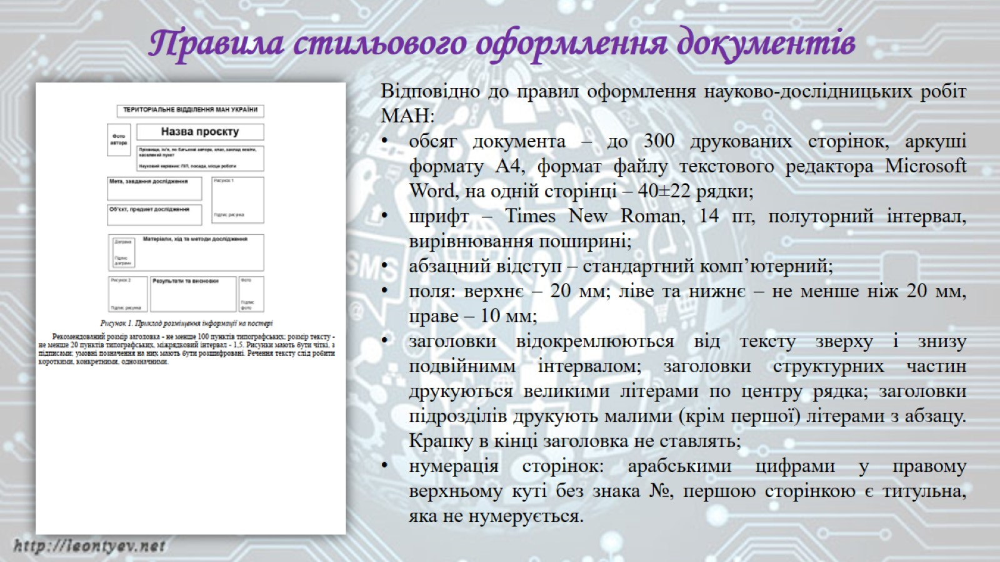 Правила стильового оформлення документів
ТЕРИТОРІАЛЬНЕ ВІДДІЛЕННЯ МАН УКРАЇНИ
Фото
автора
Назва проєкту
Прізвище, ім'я, по батькові автора, клас, заклад освіти,
населений пункт
Науковий керівник: ПІП, посада, місце роботи
Мета, завдання дослідження
Рисунок 1
Підпис рисунка
Об'єкт, предмет дослідження
Діаграма
Підпис
діаграми
Матеріали, хід та методи дослідження
Рисунок 2
Підпис рисунка
Результати та висновки
Фото
Підпис
фото
Рисунок 1. Приклад розміщення інформації на постері
Рекомендований розмір заголовка - не менше 100 пунктів типографських; розмір тексту -
не менше 20 пунктів типографських, міжрядковий інтервал - 1,5. Рисунки мають бути чіткі, з
підписами; умовні позначення на них мають бути розшифровані. Речення тексту слід робити
короткими, конкретними, однозначними.
Відповідно до правил оформлення науково-дослідницьких робіт
МАН:
• обсяг документа – до 300 друкованих сторінок, аркуші
формату А4, формат файлу текстового редактора Microsoft
Word, на одній сторінці – 40±22 рядки;
• шрифт – Times New Roman, 14 пт, полуторний інтервал,
вирівнювання поширині;
• абзацний відступ – стандартний комп’ютерний;
• поля: верхнє – 20 мм; ліве та нижнє – не менше ніж 20 мм,
праве – 10 мм;
• заголовки відокремлюються від тексту зверху і знизу
подвійнимм інтервалом; заголовки структурних частин
друкуються великими літерами по центру рядка; заголовки
підрозділів друкують малими (крім першої) літерами з абзацу.
Крапку в кінці заголовка не ставлять;
• нумерація сторінок: арабськими цифрами у правому
верхньому куті без знака №, першою сторінкою є титульна,
яка не нумерується.
SMS
http://leontyev.net